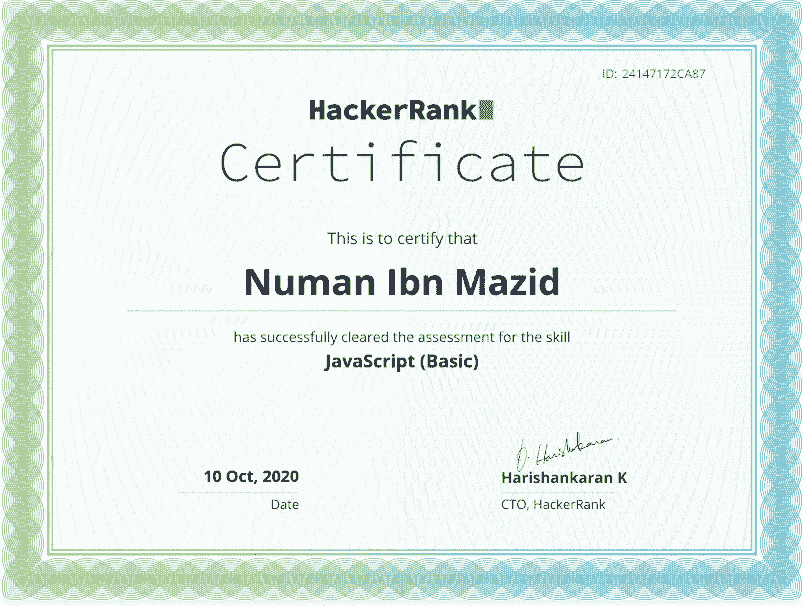 ID: 24147172CA87
HackerRank
Certificate
This is to certify that
Numan Ibn Mazid
has successfully cleared the assessment for the skill
JavaScript (Basic)
10 Oct, 2020
Date
D. Harishankaran
Harishankaran K
CTO, HackerRank